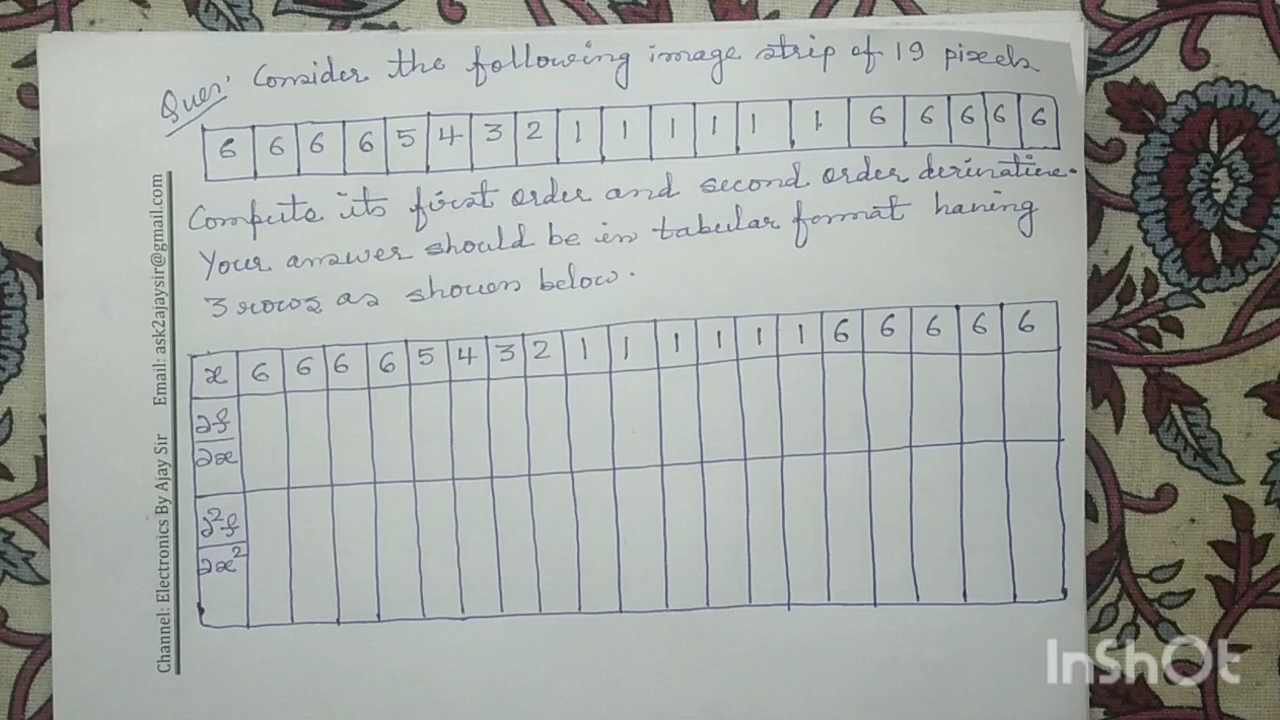 Ques' Consider the following image strip of 19 pixels
6 6 6 6 5 4 3 2 1 1 1 1 1 1 6 6 6 6 6
Compute its first order and second order derivative.
Your answer should be in tabular format having
3 rows as shown below.
x 6 6 6 6 5 4 3 2 1 1 1 1 1 1 6 6 6 6 6
∂f
∂x
∂²f
∂x²
Channel: Electronics By Ajay Sir Email: ask2ajaysir@gmail.com
InShOt